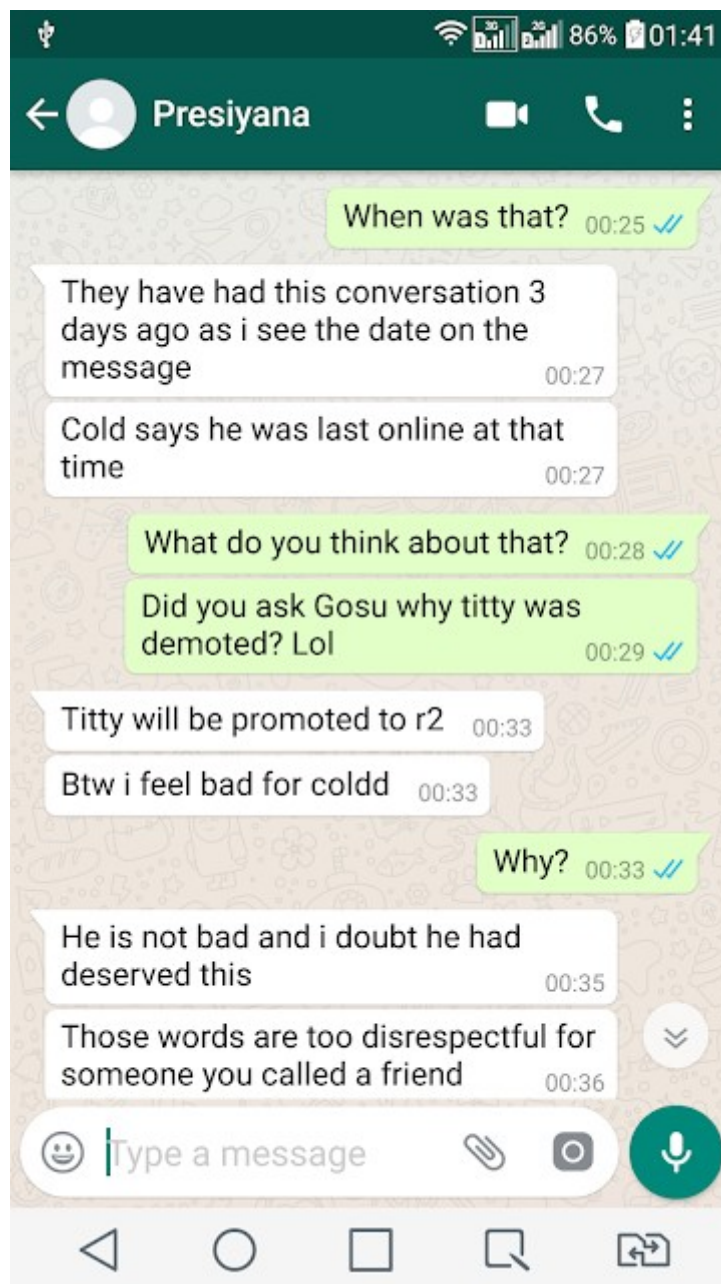 86% 01:41
Presiyana
When was that? 00:25
They have had this conversation 3
days ago as i see the date on the
message 00:27
Cold says he was last online at that
time 00:27
What do you think about that? 00:28
Did you ask Gosu why titty was
demoted? Lol 00:29
Titty will be promoted to r2 00:33
Btw i feel bad for coldd 00:33
Why? 00:33
He is not bad and i doubt he had
deserved this 00:35
Those words are too disrespectful for
someone you called a friend 00:36
Type a message